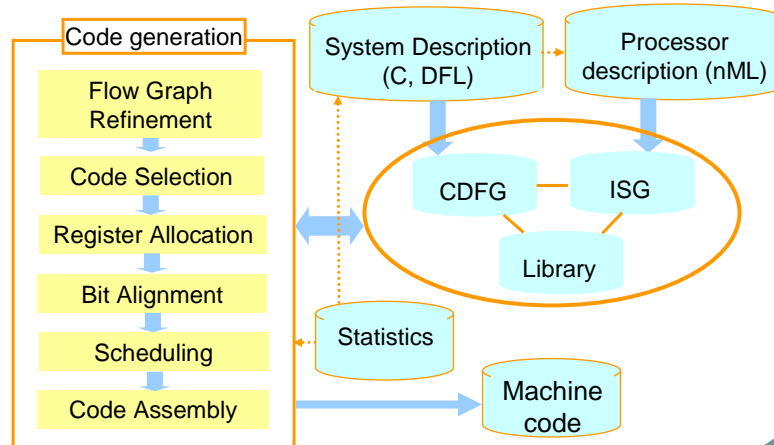 Code generation
Flow Graph
Refinement
Code Selection
Register Allocation
Bit Alignment
Scheduling
Code Assembly
System Description
(C, DFL)
Processor
description (nML)
CDFG
ISG
Library
Statistics
Machine
code